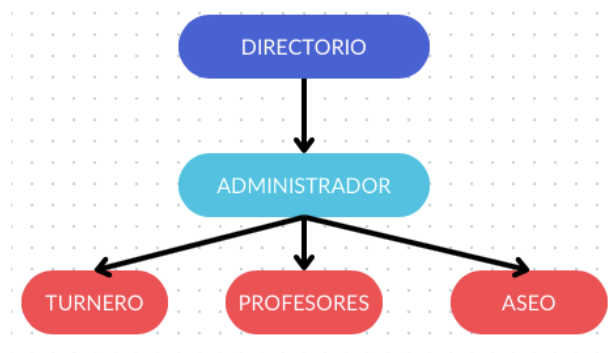 DIRECTORIO
ADMINISTRADOR
TURNERO
PROFESORES
ASEO